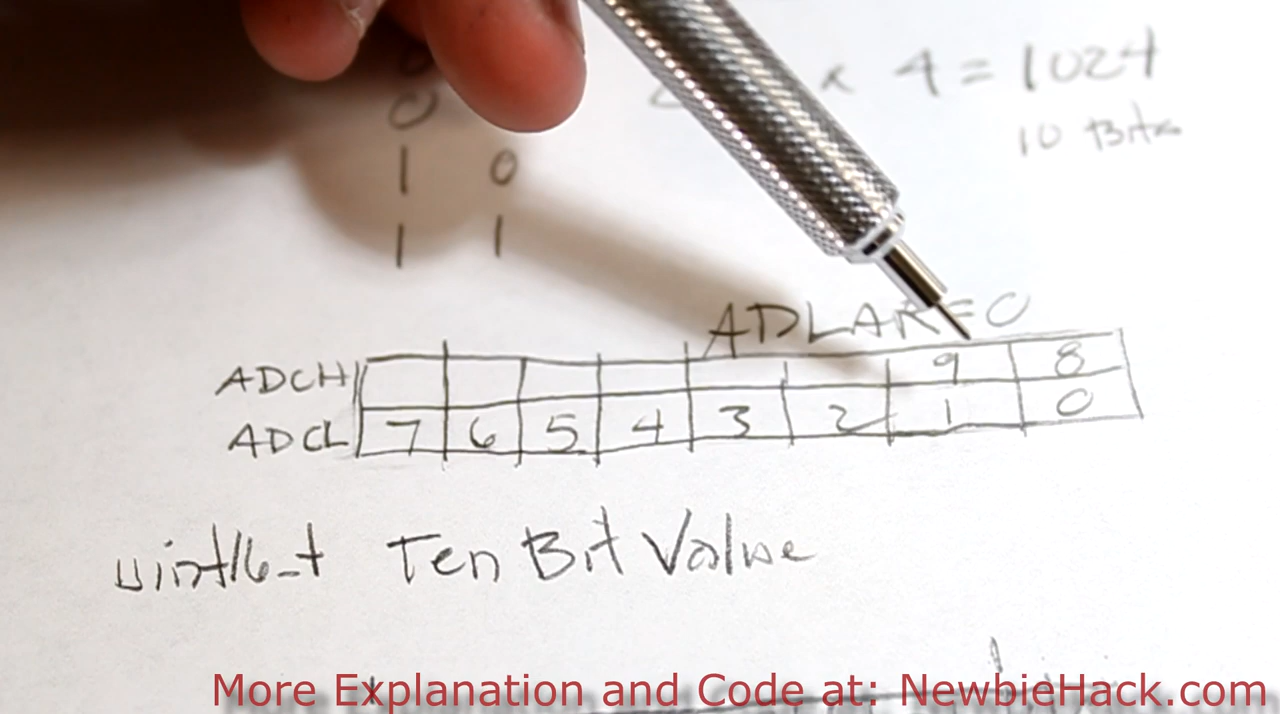 x 4 = 1024
10 Bits
0
1 0
1 1
ADLAR=0
ADCH 9 8
ADCL 7 6 5 4 3 2 1 0
uint16_t Ten Bit Value
More Explanation and Code at: NewbieHack.com